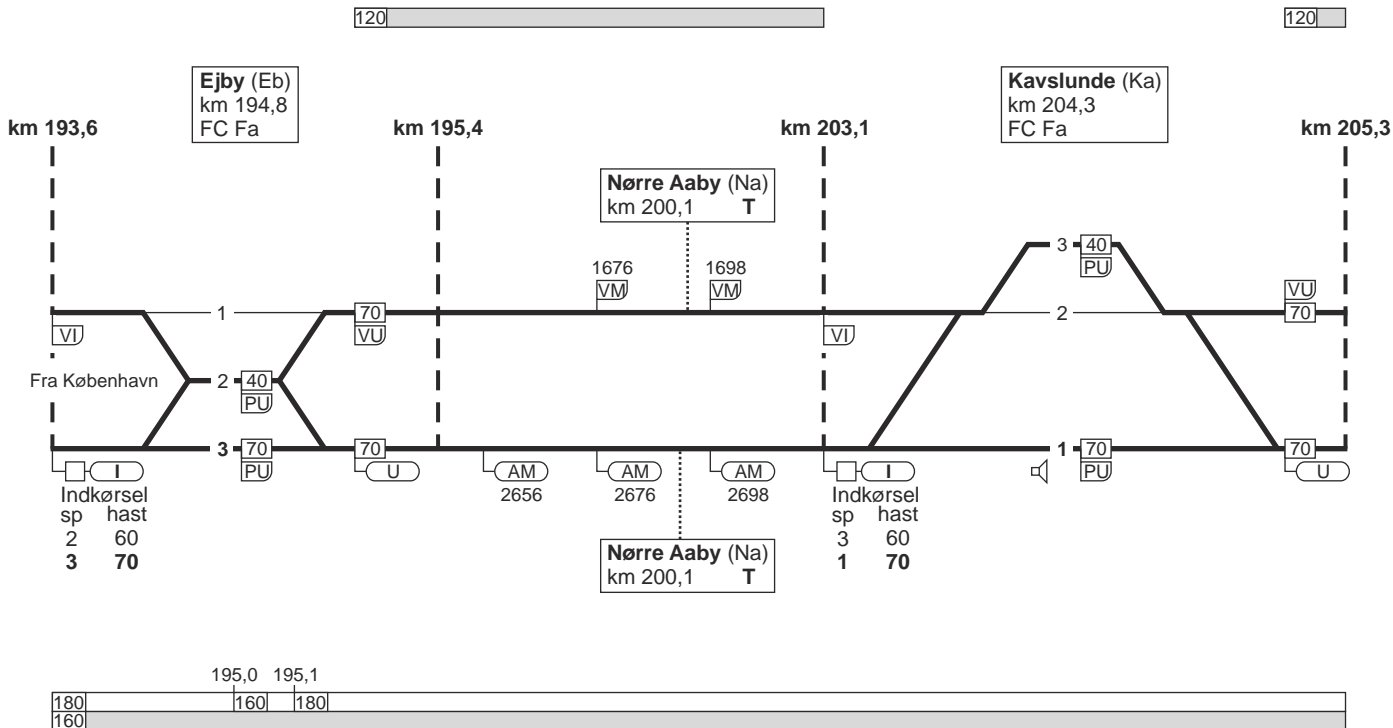 120
120
Ejby (Eb)
km 194,8
FC Fa
Kavslunde (Ka)
km 204,3
FC Fa
km 193,6
km 195,4
km 203,1
km 205,3
Nørre Aaby (Na)
km 200,1 T
3 40
PU
1676
VM
1698
VM
VU
1
70
VU
2
70
VI
VI
Fra København
2 40
PU
3 70
PU
70
U
1 70
PU
70
U
I
AM
2656
AM
2676
AM
2698
I
Indkørsel
sp hast
2 60
3 70
Indkørsel
sp hast
3 60
1 70
Nørre Aaby (Na)
km 200,1 T
195,0 195,1
180 160 180
160